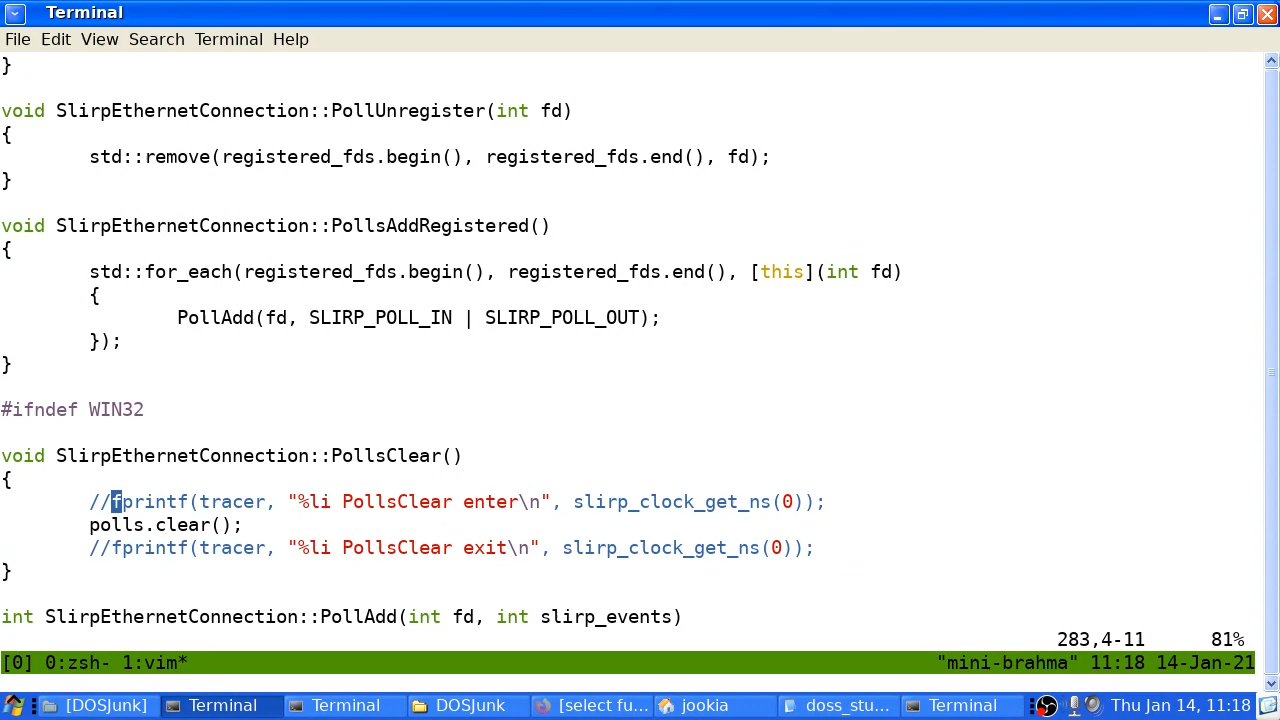 Terminal
File Edit View Search Terminal Help
}
void SlirpEthernetConnection::PollUnregister(int fd)
{
std::remove(registered_fds.begin(), registered_fds.end(), fd);
}
void SlirpEthernetConnection::PollsAddRegistered()
{
std::for_each(registered_fds.begin(), registered_fds.end(), [this](int fd)
{
PollAdd(fd, SLIRP_POLL_IN | SLIRP_POLL_OUT);
});
}
#ifndef WIN32
void SlirpEthernetConnection::PollsClear()
{
//fprintf(tracer, "%li PollsClear enter\n", slirp_clock_get_ns(0));
polls.clear();
//fprintf(tracer, "%li PollsClear exit\n", slirp_clock_get_ns(0));
}
int SlirpEthernetConnection::PollAdd(int fd, int slirp_events)
283,4-11 81%
[0] 0:zsh- 1:vim* "mini-brahma" 11:18 14-Jan-21
[DOSJunk] Terminal Terminal DOSJunk [select fu... jookia doss_stu... Terminal Thu Jan 14, 11:18